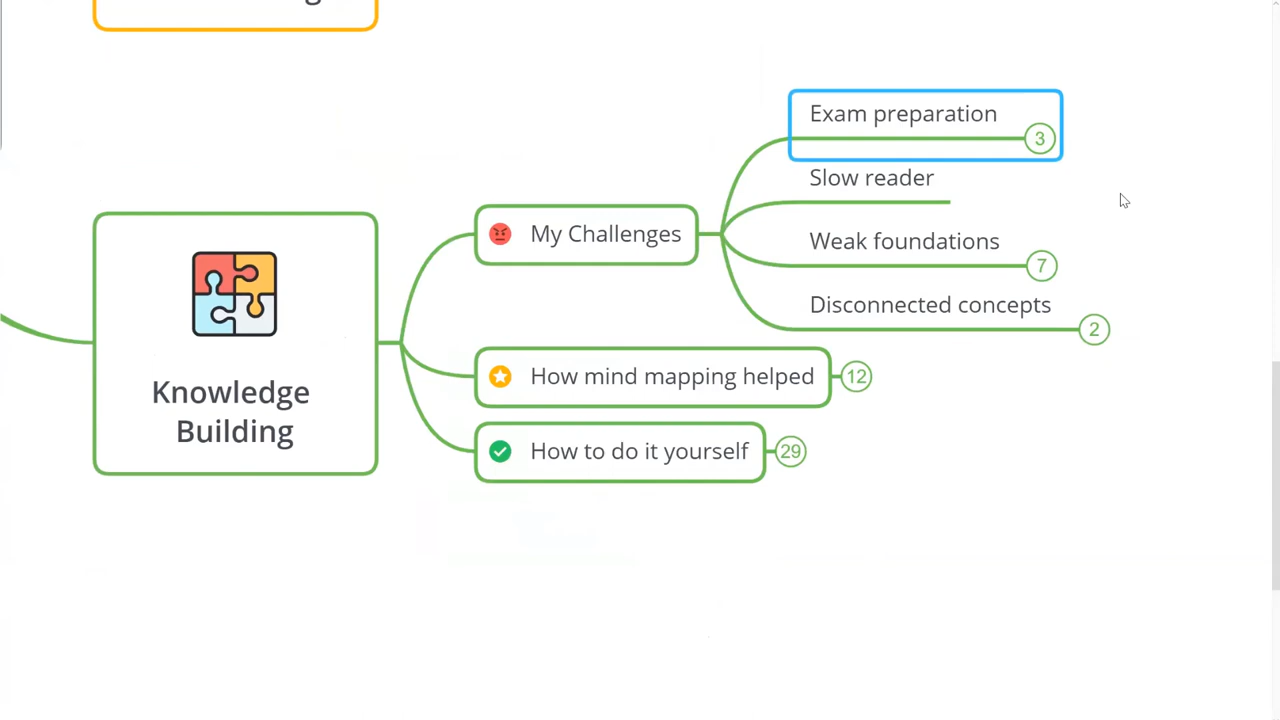 Exam preparation
3
Slow reader
My Challenges
Weak foundations
7
Disconnected concepts
2
How mind mapping helped
12
Knowledge
Building
How to do it yourself
29